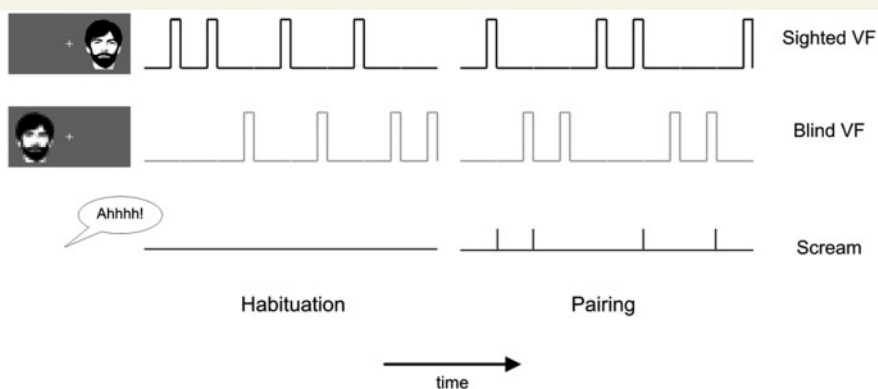 Sighted VF
Blind VF
Ahhhh!
Scream
Habituation Pairing
time